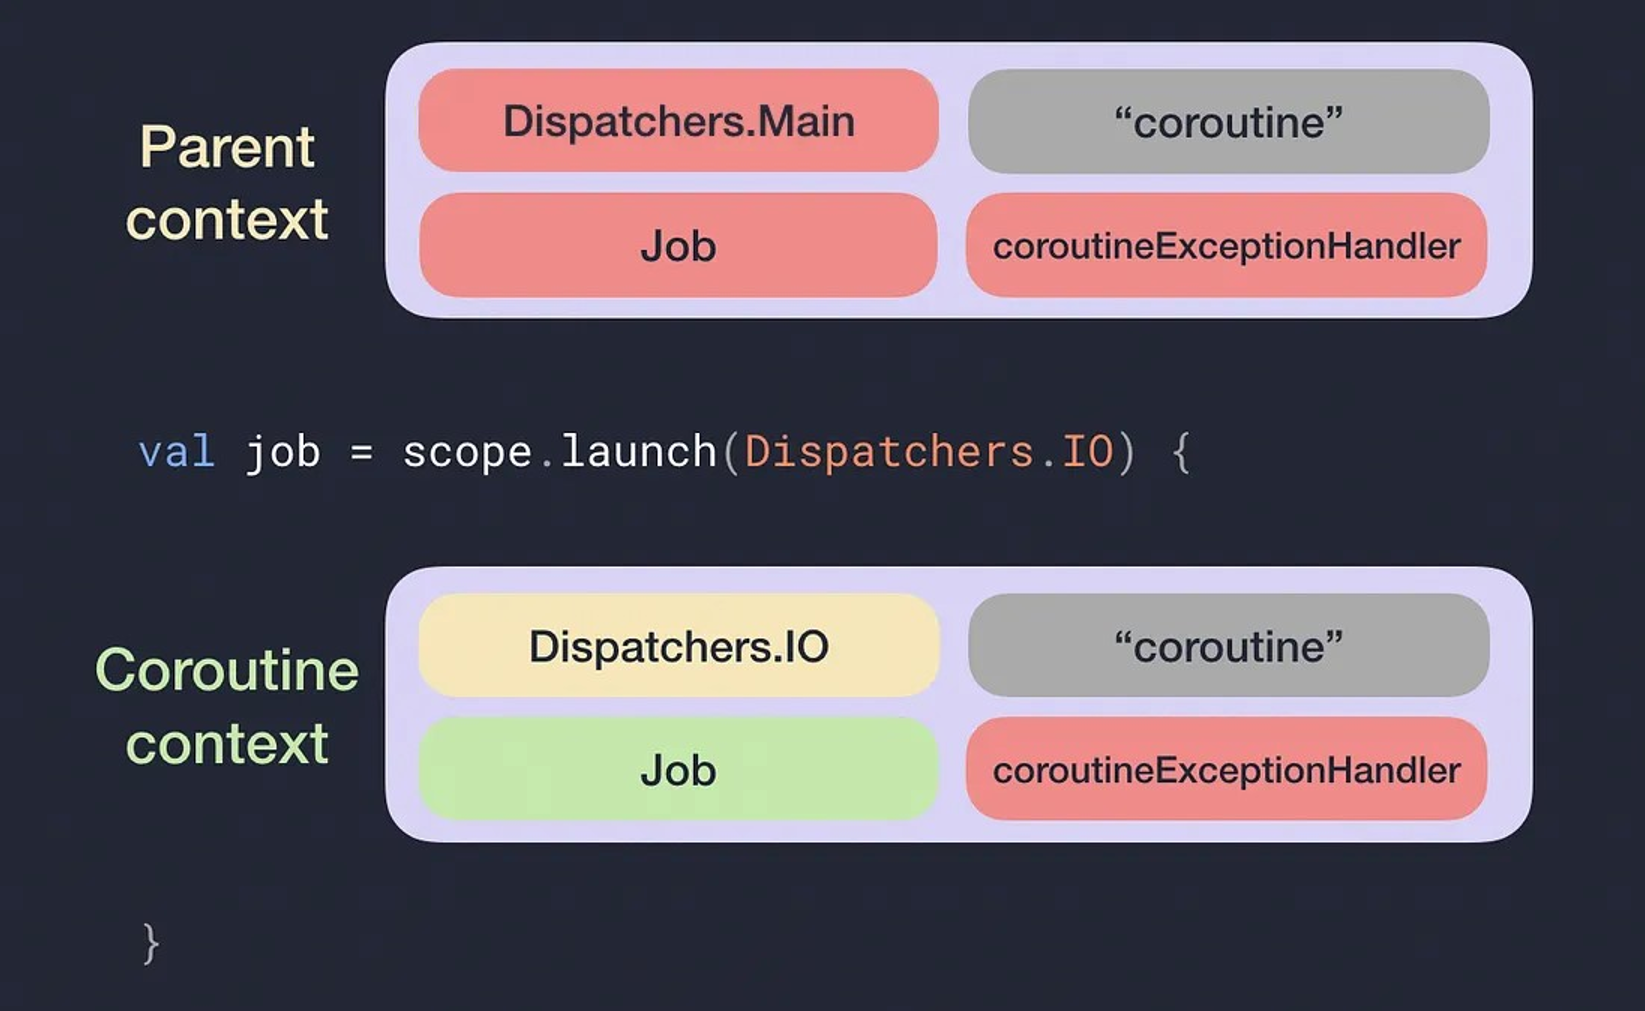 Parent
context
Dispatchers.Main
“coroutine”
Job
coroutineExceptionHandler
val job = scope.launch(Dispatchers.IO) {
Coroutine
context
Dispatchers.IO
“coroutine”
Job
coroutineExceptionHandler
}